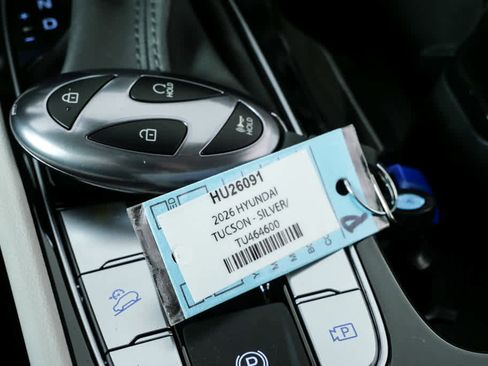 N D
HOLD
HOLD
HU26091
2026 HYUNDAI
TUCSON - SILVER/
TU464600
P
P